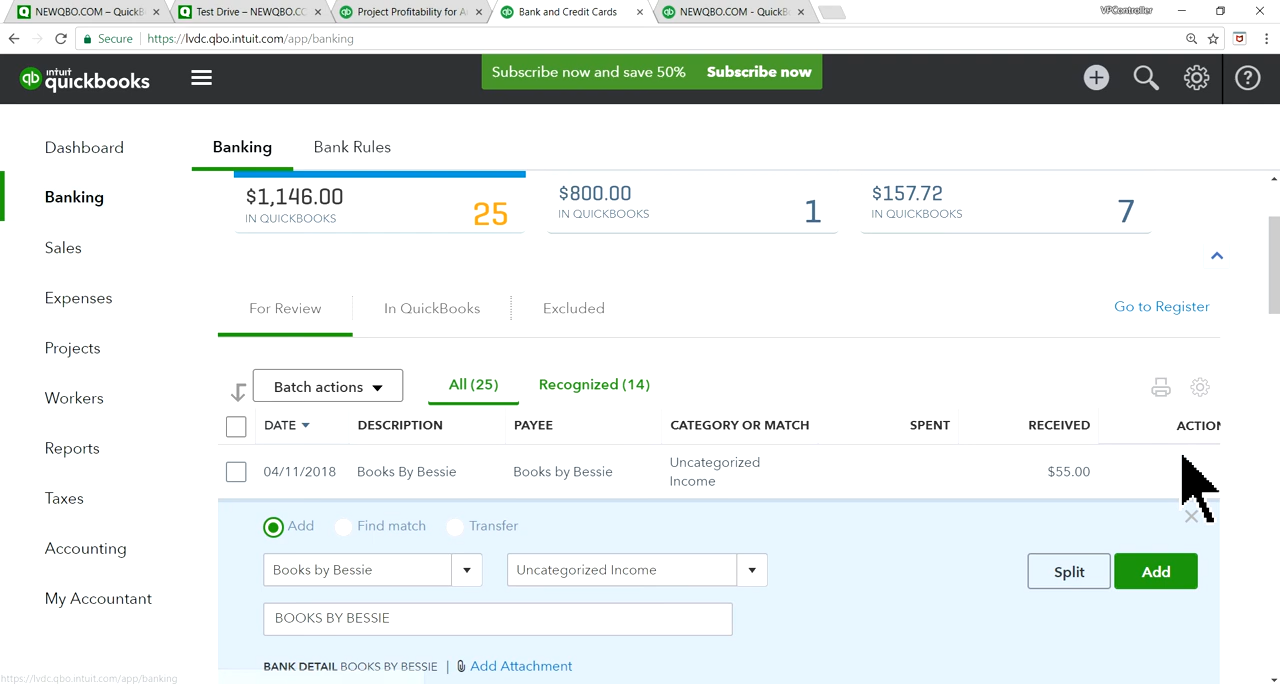 NEWQBO.COM – QuickB
Test Drive – NEWQBO.CO
Project Profitability for A
Bank and Credit Cards
NEWQBO.COM - QuickB
VPController
Secure
https://lvdc.qbo.intuit.com/app/banking
intuit
quickbooks
Subscribe now and save 50% Subscribe now
Dashboard
Banking
Sales
Expenses
Projects
Workers
Reports
Taxes
Accounting
My Accountant
Banking Bank Rules
$1,146.00
IN QUICKBOOKS
25
$800.00
IN QUICKBOOKS
1
$157.72
IN QUICKBOOKS
7
For Review In QuickBooks Excluded Go to Register
Batch actions All (25) Recognized (14)
DATE DESCRIPTION PAYEE CATEGORY OR MATCH SPENT RECEIVED ACTION
04/11/2018 Books By Bessie Books by Bessie Uncategorized Income $55.00
Add Find match Transfer
Books by Bessie Uncategorized Income Split Add
BOOKS BY BESSIE
BANK DETAIL BOOKS BY BESSIE | Add Attachment
https://lvdc.qbo.intuit.com/app/banking